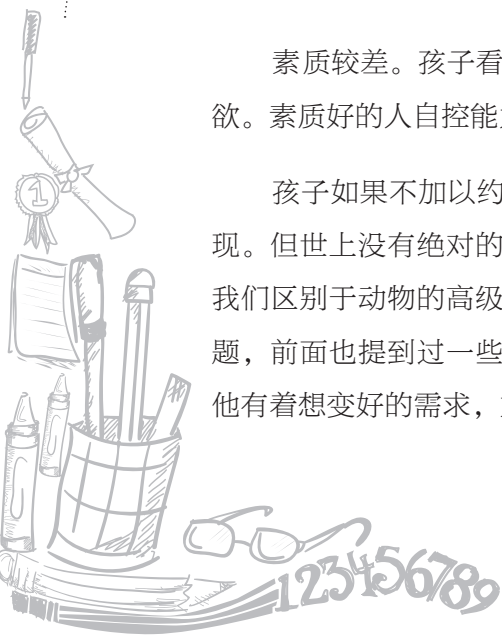 素质较差。孩子看
欲。素质好的人自控能
孩子如果不加以约
现。但世上没有绝对的
我们区别于动物的高级
题，前面也提到过一些
他有着想变好的需求，
1
123456789